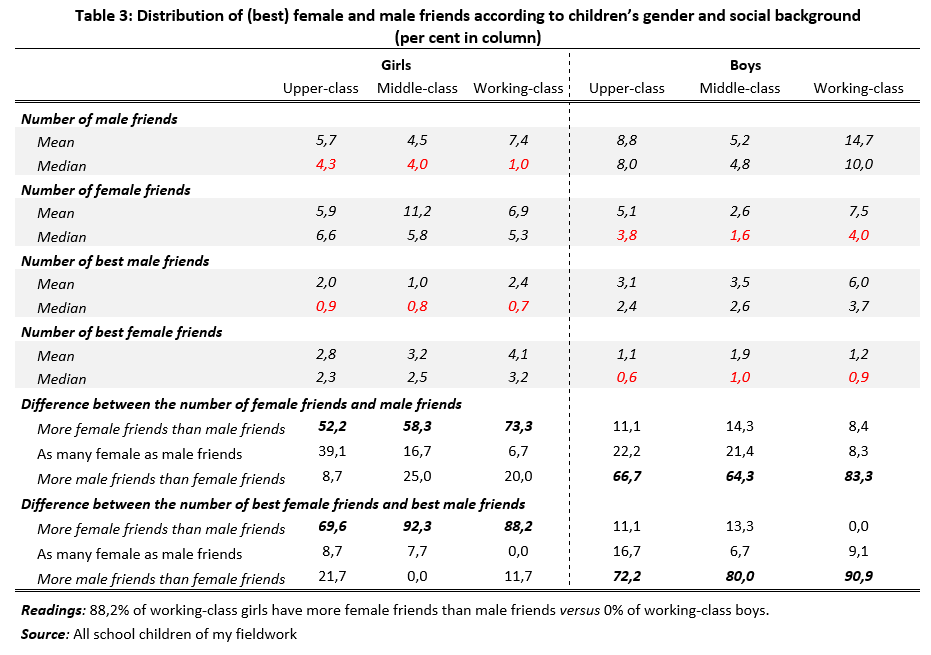 Table 3: Distribution of (best) female and male friends according to children’s gender and social background
(per cent in column)
Girls Boys
Upper-class Middle-class Working-class Upper-class Middle-class Working-class
Number of male friends
Mean 5,7 4,5 7,4 8,8 5,2 14,7
Median 4,3 4,0 1,0 8,0 4,8 10,0
Number of female friends
Mean 5,9 11,2 6,9 5,1 2,6 7,5
Median 6,6 5,8 5,3 3,8 1,6 4,0
Number of best male friends
Mean 2,0 1,0 2,4 3,1 3,5 6,0
Median 0,9 0,8 0,7 2,4 2,6 3,7
Number of best female friends
Mean 2,8 3,2 4,1 1,1 1,9 1,2
Median 2,3 2,5 3,2 0,6 1,0 0,9
Difference between the number of female friends and male friends
More female friends than male friends 52,2 58,3 73,3 11,1 14,3 8,4
As many female as male friends 39,1 16,7 6,7 22,2 21,4 8,3
More male friends than female friends 8,7 25,0 20,0 66,7 64,3 83,3
Difference between the number of best female friends and best male friends
More female friends than male friends 69,6 92,3 88,2 11,1 13,3 0,0
As many female as male friends 8,7 7,7 0,0 16,7 6,7 9,1
More male friends than female friends 21,7 0,0 11,7 72,2 80,0 90,9
Readings: 88,2% of working-class girls have more female friends than male friends versus 0% of working-class boys.
Source: All school children of my fieldwork